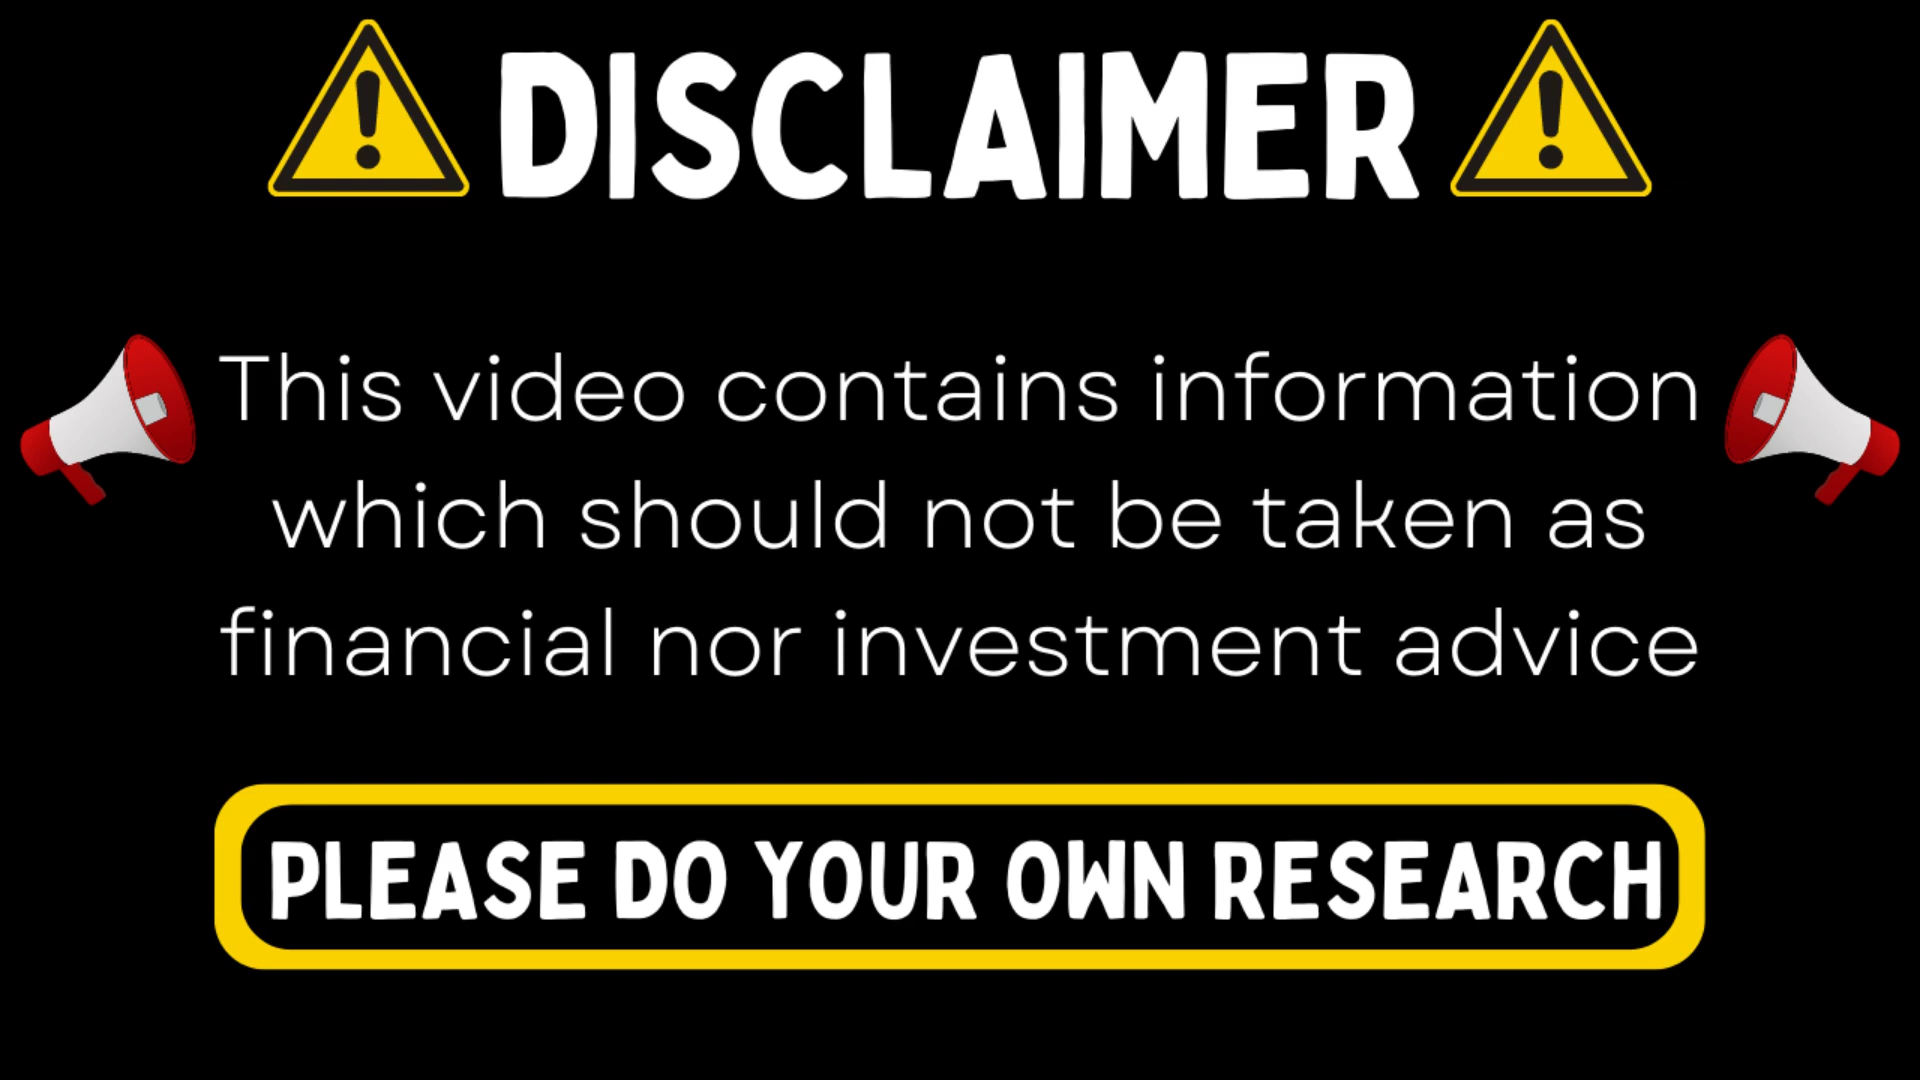 DISCLAIMER
This video contains information
which should not be taken as
financial nor investment advice
PLEASE DO YOUR OWN RESEARCH